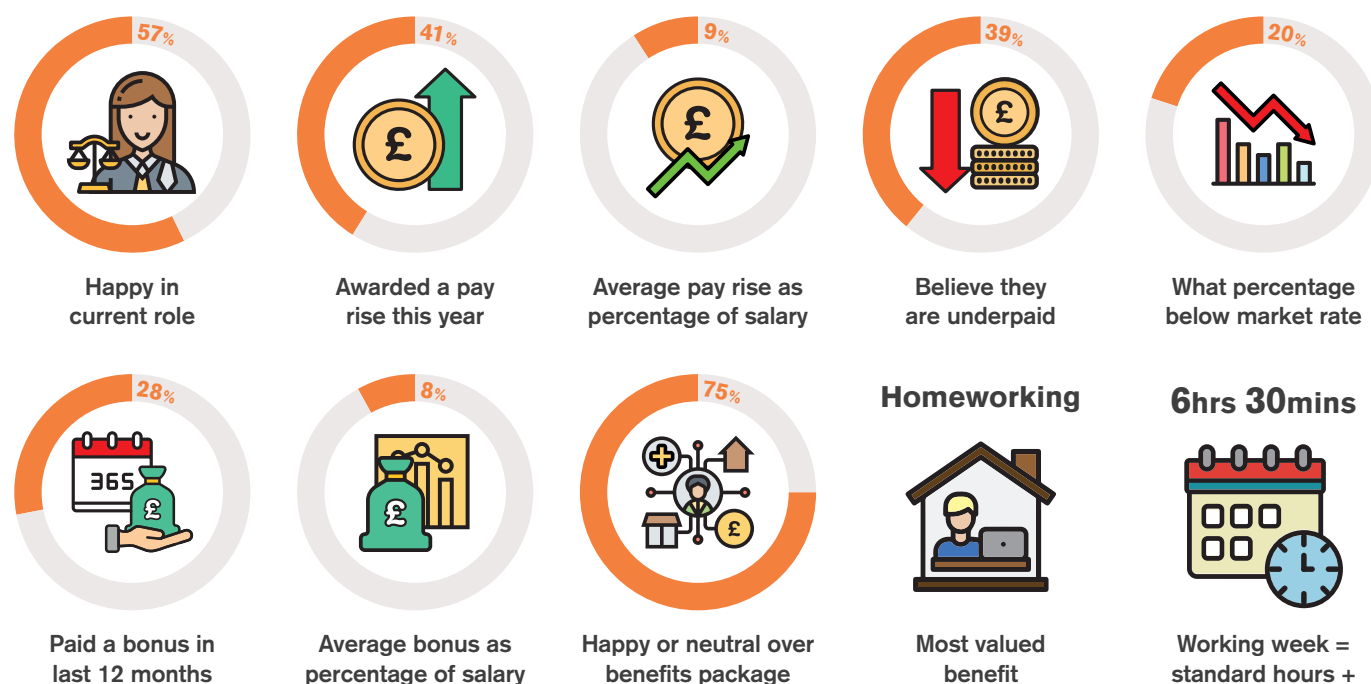 57%
41%
9%
39%
20%
£
£
£
Happy in
current role
Awarded a pay
rise this year
Average pay rise as
percentage of salary
Believe they
are underpaid
What percentage
below market rate
28%
8%
75%
Homeworking
6hrs 30mins
365
£
£
£
Paid a bonus in
last 12 months
Average bonus as
percentage of salary
Happy or neutral over
benefits package
Most valued
benefit
Working week =
standard hours +